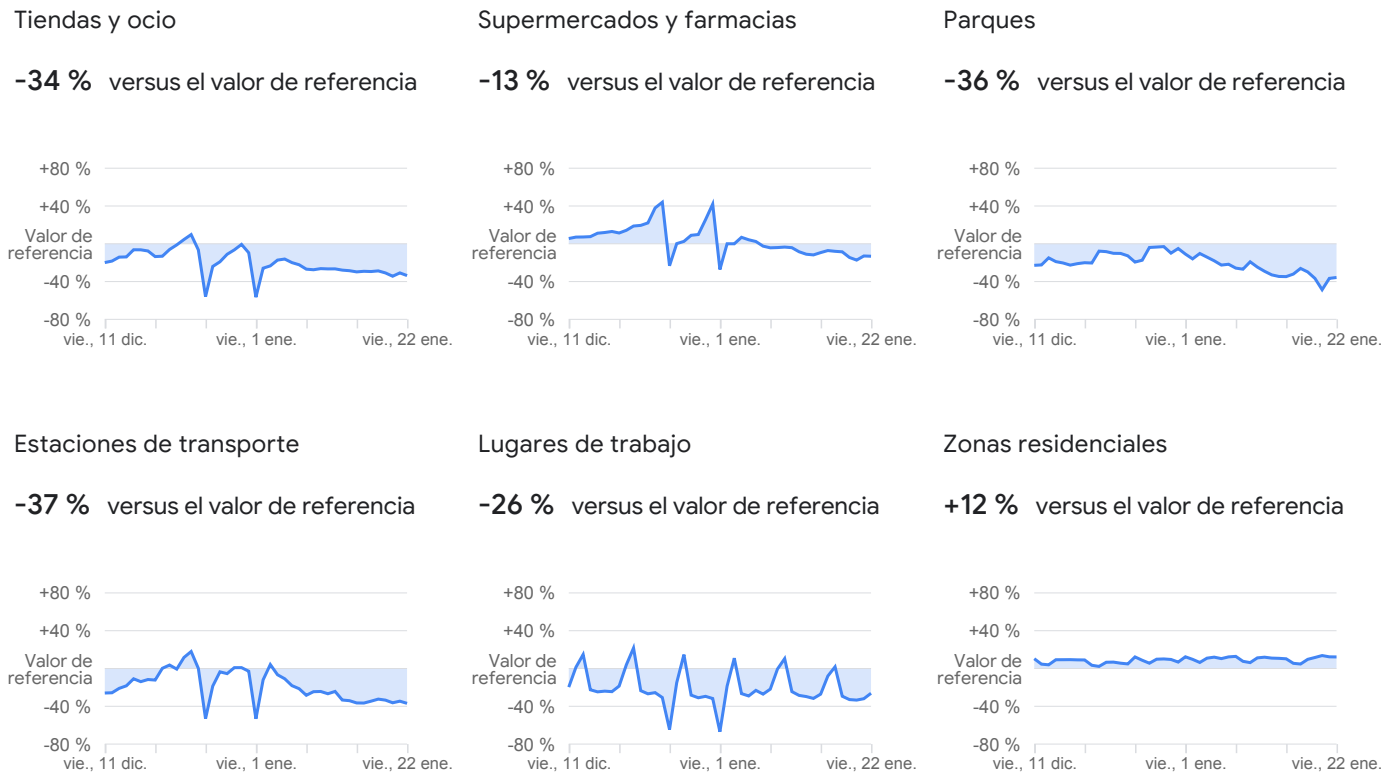 Tiendas y ocio
-34 % versus el valor de referencia
+80 %
+40 %
Valor de
referencia
-40 %
-80 %
vie., 11 dic. vie., 1 ene. vie., 22 ene.
Supermercados y farmacias
-13 % versus el valor de referencia
+80 %
+40 %
Valor de
referencia
-40 %
-80 %
vie., 11 dic. vie., 1 ene. vie., 22 ene.
Parques
-36 % versus el valor de referencia
+80 %
+40 %
Valor de
referencia
-40 %
-80 %
vie., 11 dic. vie., 1 ene. vie., 22 ene.
Estaciones de transporte
-37 % versus el valor de referencia
+80 %
+40 %
Valor de
referencia
-40 %
-80 %
vie., 11 dic. vie., 1 ene. vie., 22 ene.
Lugares de trabajo
-26 % versus el valor de referencia
+80 %
+40 %
Valor de
referencia
-40 %
-80 %
vie., 11 dic. vie., 1 ene. vie., 22 ene.
Zonas residenciales
+12 % versus el valor de referencia
+80 %
+40 %
Valor de
referencia
-40 %
-80 %
vie., 11 dic. vie., 1 ene. vie., 22 ene.